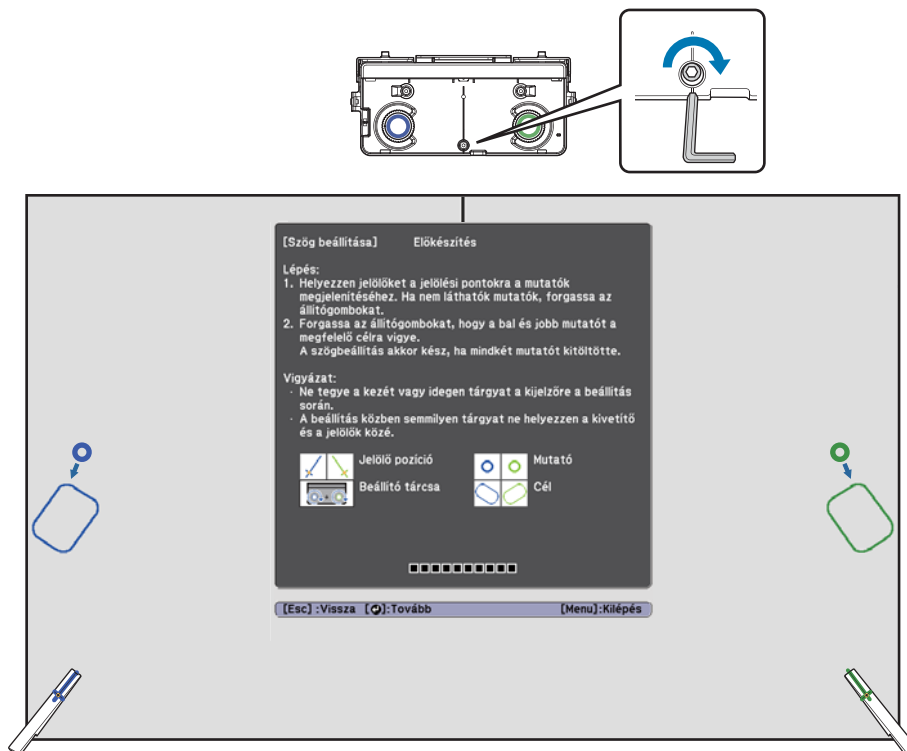 [Szög beállítása] Előkészítés
Lépés:
1. Helyezzen jelölőket a jelölési pontokra a mutatók
megjelenítéséhez. Ha nem láthatók mutatók, forgassa az
állítógombokat.
2. Forgassa az állítógombokat, hogy a bal és jobb mutatót a
megfelelő célra vigye.
A szögbeállítás akkor kész, ha mindkét mutatót kitöltötte.
Vigyázat:
· Ne tegye a kezét vagy idegen tárgyat a kijelzőre a beállítás
során.
· A beállítás közben semmilyen tárgyat ne helyezzen a kivetítő
és a jelölők közé.
Jelölő pozíció
Mutató
Beállító tárcsa
Cél
[Esc] :Vissza [⏎]:Tovább [Menu]:Kilépés